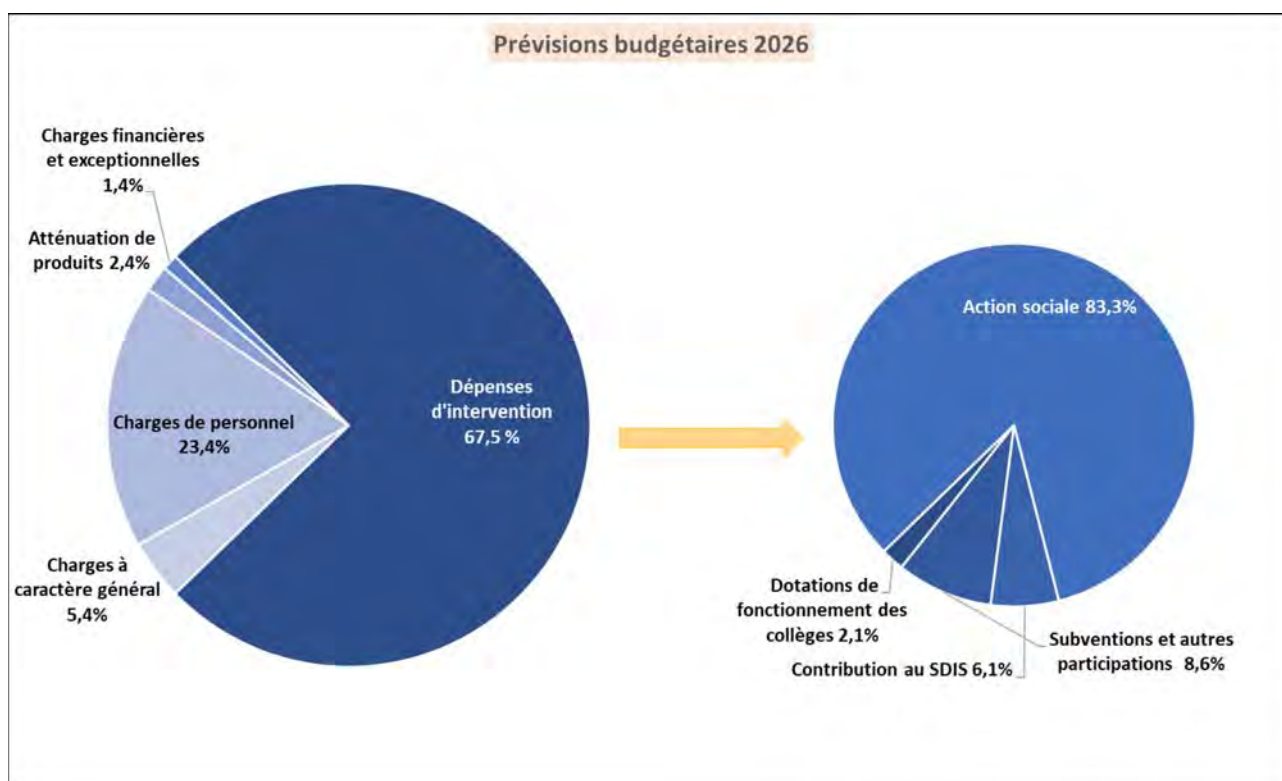 Prévisions budgétaires 2026
Charges financières
et exceptionnelles
1,4%
Atténuation de
produits 2,4%
Charges de personnel
23,4%
Charges à
caractère général
5,4%
Dépenses
d'intervention
67,5 %
Action sociale 83,3%
Dotations de
fonctionnement des
collèges 2,1%
Contribution au SDIS 6,1%
Subventions et autres
participations 8,6%